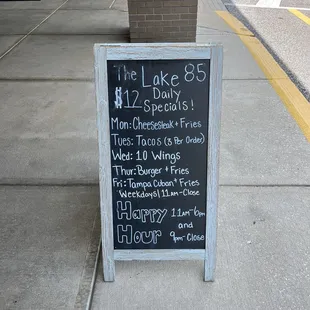 The Lake 85
$12 Daily
Specials!
Mon: Cheesesteak + Fries
Tues: Tacos (3 Per Order)
Wed: 10 Wings
Thur: Burger + Fries
Fri: Tampa Cuban + Fries
Weekdays | 11am-Close
Happy 11am-6pm
and
Hour 9pm-Close